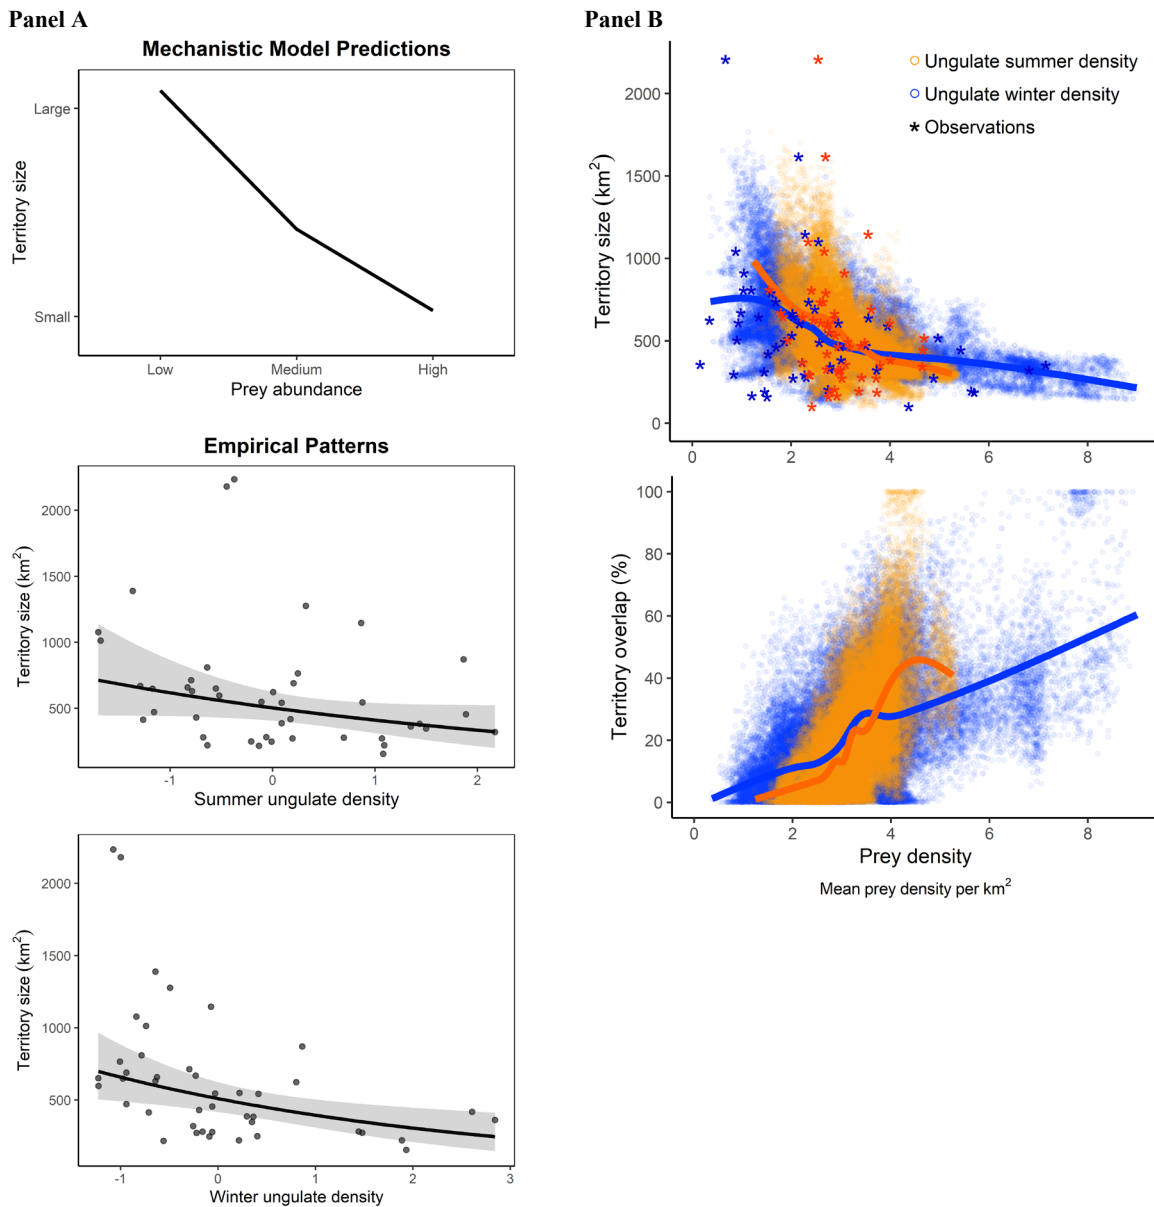 Panel A
Mechanistic Model Predictions
Territory size
Large
Small
Low
Medium
High
Prey abundance
Empirical Patterns
Territory size (km²)
2000
1500
1000
500
-1
0
1
2
Summer ungulate density
Territory size (km²)
2000
1500
1000
500
-1
0
1
2
3
Winter ungulate density
Panel B
Ungulate summer density
Ungulate winter density
* Observations
Territory size (km²)
2000
1500
1000
500
0
0
2
4
6
8
Territory overlap (%)
100
80
60
40
20
0
0
2
4
6
8
Prey density
Mean prey density per km²